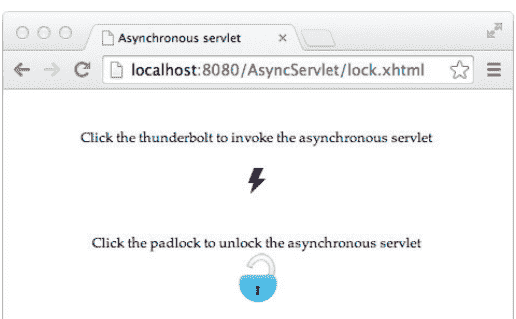 Asynchronous servlet
localhost:8080/AsyncServlet/lock.xhtml
Click the thunderbolt to invoke the asynchronous servlet
Click the padlock to unlock the asynchronous servlet